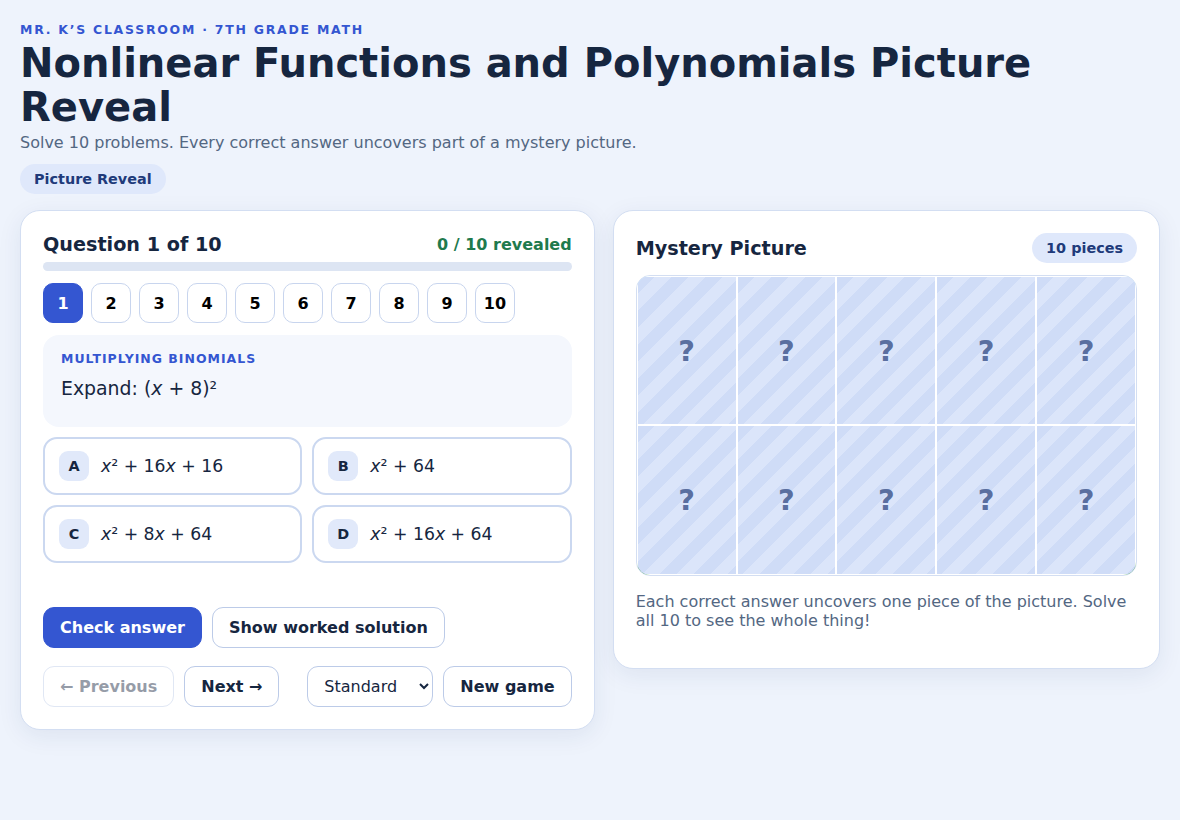 MR. K’S CLASSROOM · 7TH GRADE MATH
Nonlinear Functions and Polynomials Picture
Reveal
Solve 10 problems. Every correct answer uncovers part of a mystery picture.
Picture Reveal
Question 1 of 10
0 / 10 revealed
1 2 3 4 5 6 7 8 9 10
MULTIPLYING BINOMIALS
Expand: (x + 8)²
A x² + 16x + 16
B x² + 64
C x² + 8x + 64
D x² + 16x + 64
Check answer
Show worked solution
← Previous
Next →
Standard
New game
Mystery Picture
10 pieces
? ? ? ? ?
? ? ? ? ?
Each correct answer uncovers one piece of the picture. Solve
all 10 to see the whole thing!